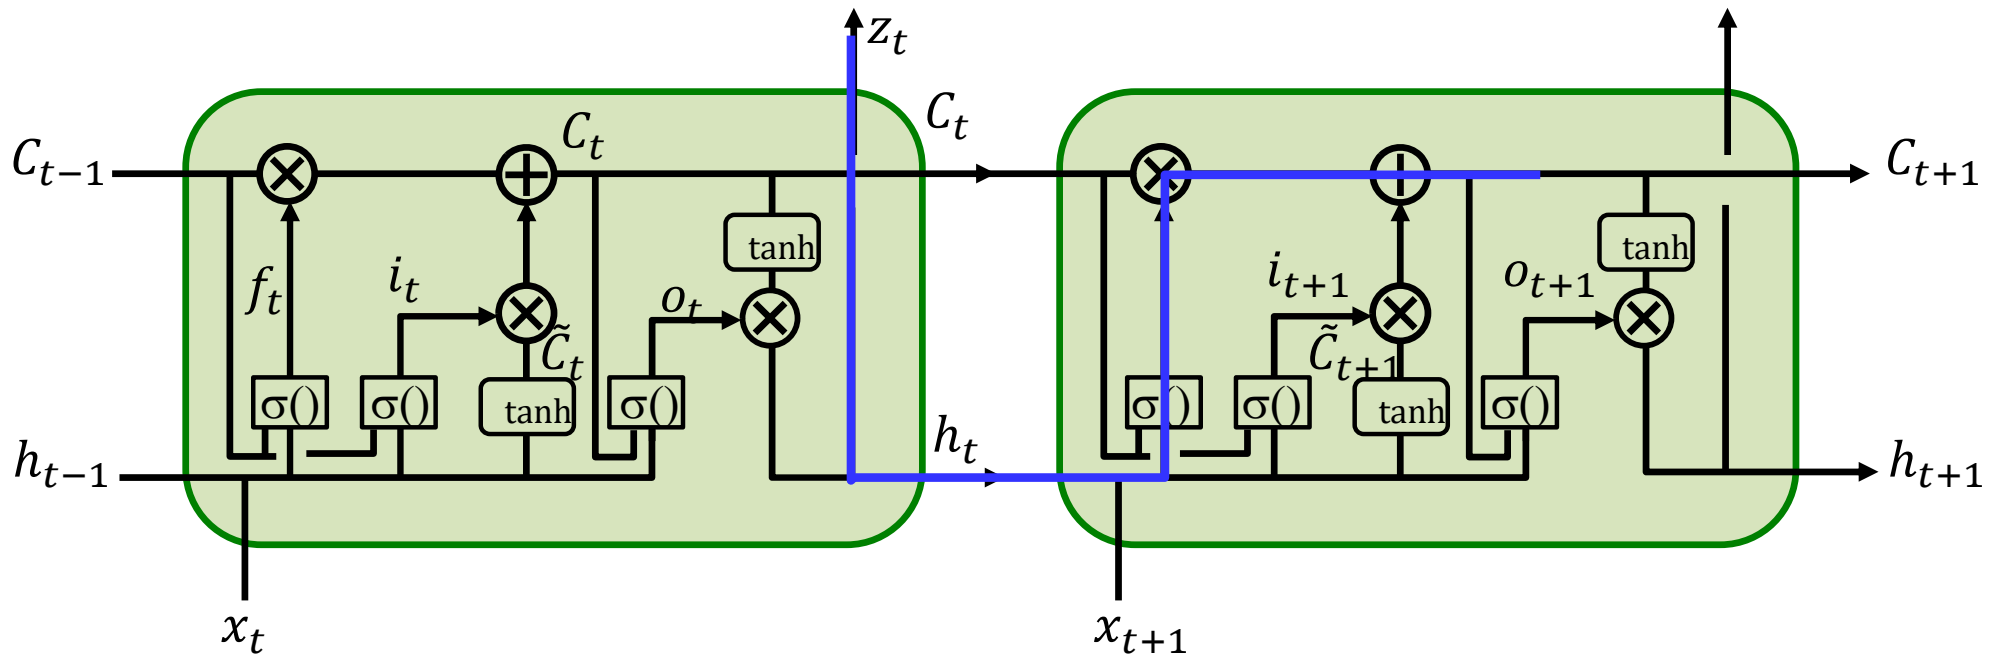 z_t
C_{t-1}
C_t
C_t
C_{t+1}
tanh
tanh
f_t
i_t
o_t
i_{t+1}
o_{t+1}
C̃_t
C̃_{t+1}
σ()
σ()
tanh
σ()
σ()
σ()
tanh
σ()
h_{t-1}
h_t
h_{t+1}
x_t
x_{t+1}